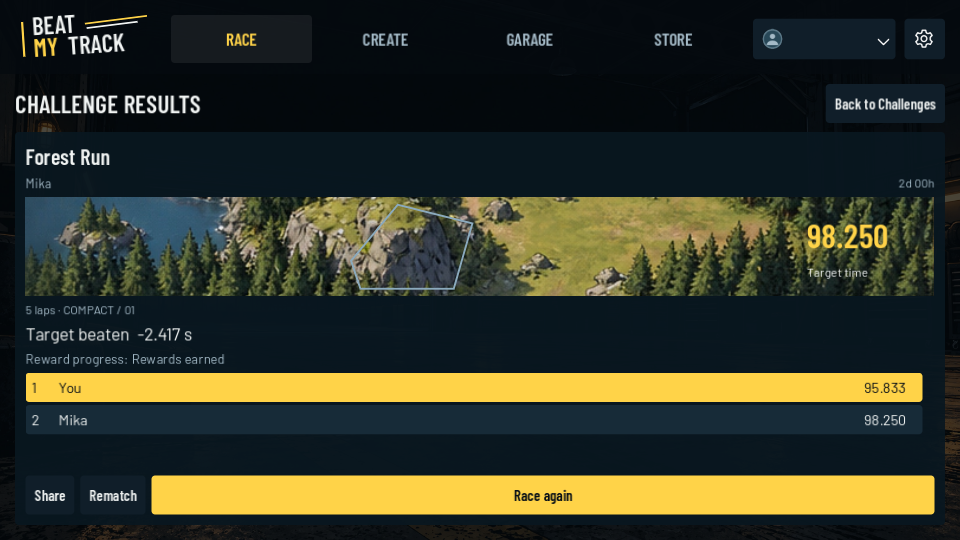 BEAT
MY TRACK
RACE
CREATE
GARAGE
STORE
CHALLENGE RESULTS
Back to Challenges
Forest Run
Mika
2d 00h
98.250
Target time
5 laps · COMPACT / 01
Target beaten -2.417 s
Reward progress: Rewards earned
1 You 95.833
2 Mika 98.250
Share
Rematch
Race again